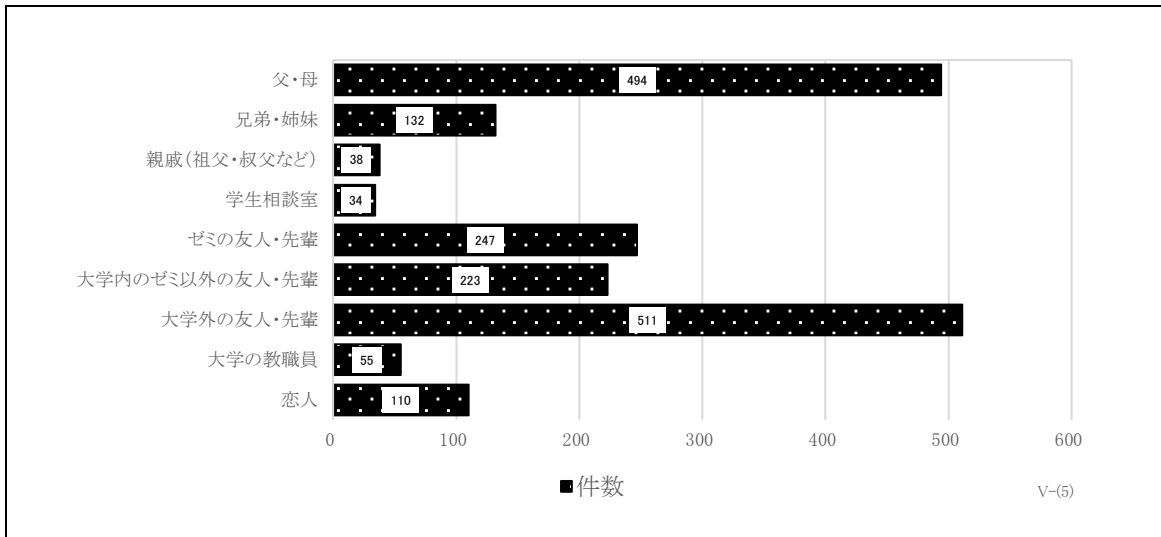 父・母 494
兄弟・姉妹 132
親戚（祖父・叔父など） 38
学生相談室 34
ゼミの友人・先輩 247
大学内のゼミ以外の友人・先輩 223
大学外の友人・先輩 511
大学の教職員 55
恋人 110
0 100 200 300 400 500 600
件数
Ⅴ-(5)